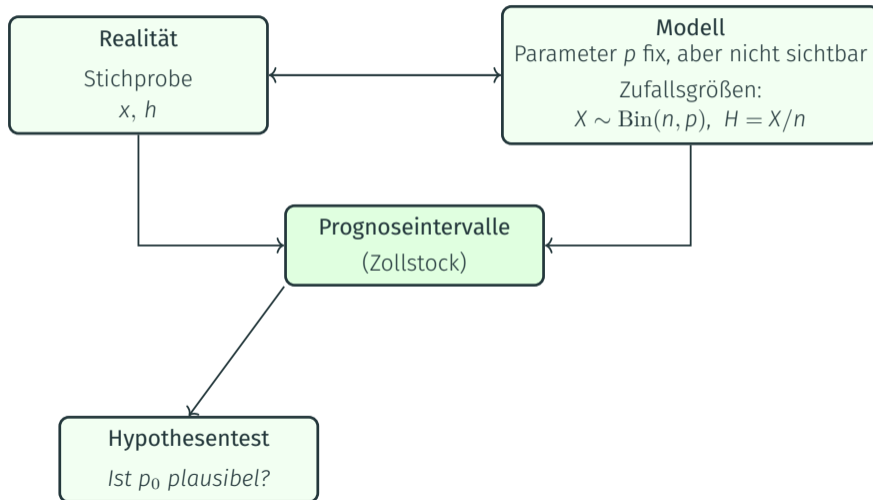 Realität
Stichprobe
x, h
Modell
Parameter p fix, aber nicht sichtbar
Zufallsgrößen:
X ∼ Bin(n, p), H = X/n
Prognoseintervalle
(Zollstock)
Hypothesentest
Ist p₀ plausibel?